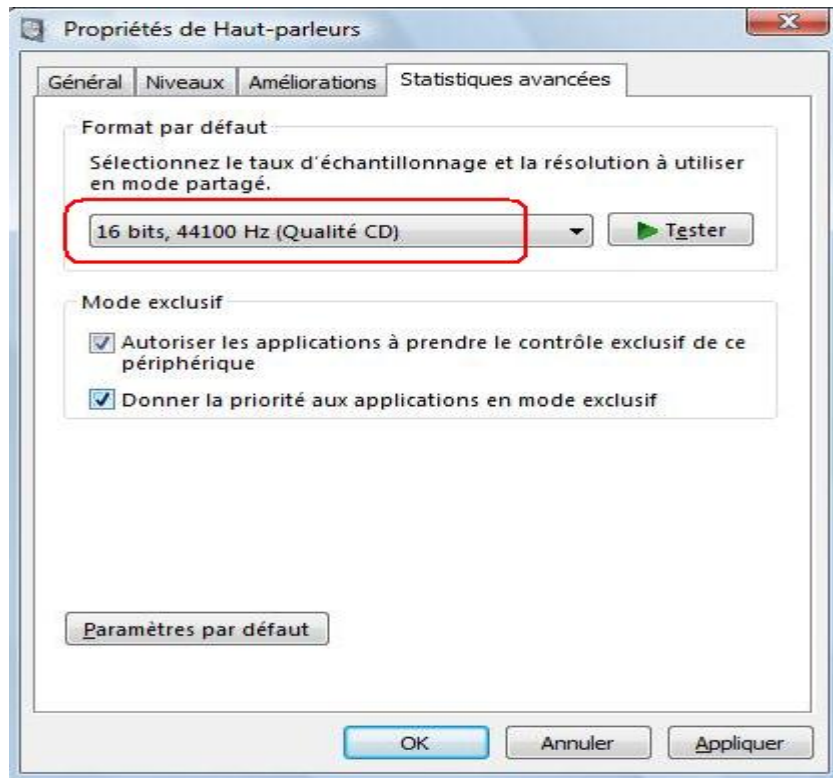 Propriétés de Haut-parleurs
Général
Niveaux
Améliorations
Statistiques avancées
Format par défaut
Sélectionnez le taux d'échantillonnage et la résolution à utiliser
en mode partagé.
16 bits, 44100 Hz (Qualité CD)
Tester
Mode exclusif
Autoriser les applications à prendre le contrôle exclusif de ce
périphérique
Donner la priorité aux applications en mode exclusif
Paramètres par défaut
OK
Annuler
Appliquer